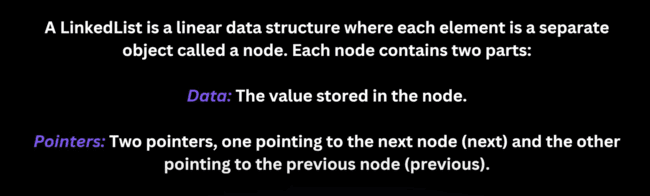 A LinkedList is a linear data structure where each element is a separate
object called a node. Each node contains two parts:
Data: The value stored in the node.
Pointers: Two pointers, one pointing to the next node (next) and the other
pointing to the previous node (previous).